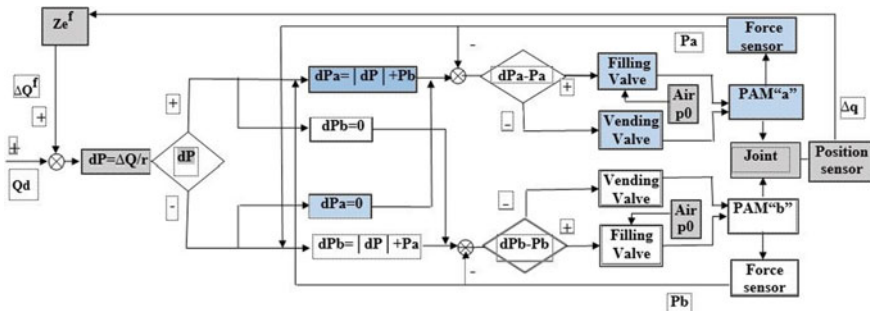 Ze^f
Pa
Force
sensor
dPa=|dP|+Pb
dPa-Pa
Filling
Valve
ΔQ^f
+
+
+
Air
p0
PAM"a"
Δq
-
-
dPb=0
Vending
Valve
+
dP=ΔQ/r
dP
Joint
Position
sensor
Qd
-
dPa=0
-
Vending
Valve
Air
p0
PAM"b"
+
dPb=|dP|+Pa
dPb-Pb
Filling
Valve
-
Force
sensor
Pb